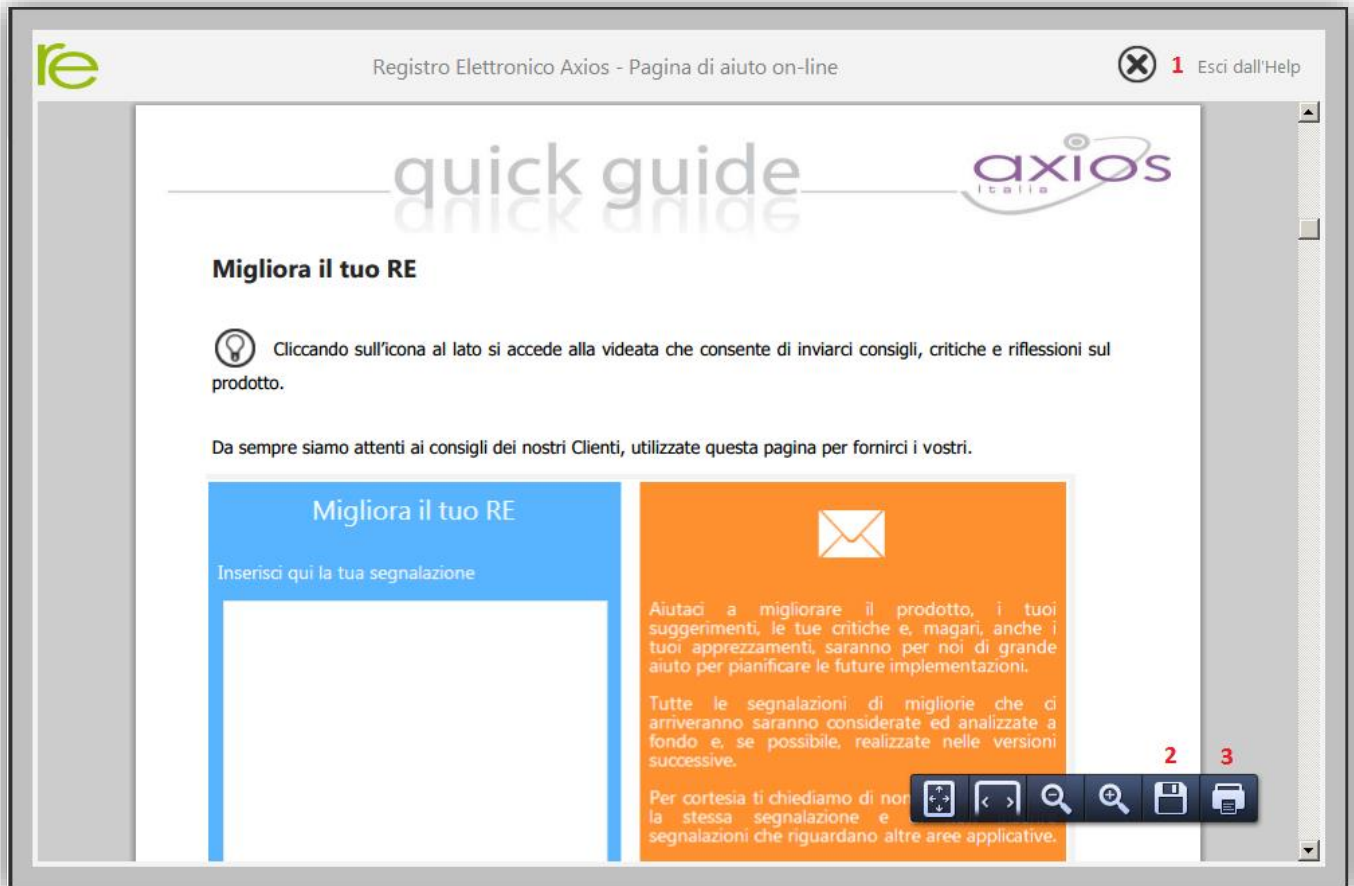 re
Registro Elettronico Axios - Pagina di aiuto on-line
1 Esci dall'Help
quick guide
axios
Italia
Migliora il tuo RE
Cliccando sull'icona al lato si accede alla videata che consente di inviarci consigli, critiche e riflessioni sul
prodotto.
Da sempre siamo attenti ai consigli dei nostri Clienti, utilizzate questa pagina per fornirci i vostri.
Migliora il tuo RE
Inserisci qui la tua segnalazione
Aiutaci a migliorare il prodotto, i tuoi
suggerimenti, le tue critiche e, magari, anche i
tuoi apprezzamenti, saranno per noi di grande
aiuto per pianificare le future implementazioni.
Tutte le segnalazioni di migliorie che ci
arriveranno saranno considerate ed analizzate a
fondo e, se possibile, realizzate nelle versioni
successive.
2 3
Per cortesia ti chiediamo di non
la stessa segnalazione e
segnalazioni che riguardano altre aree applicative.